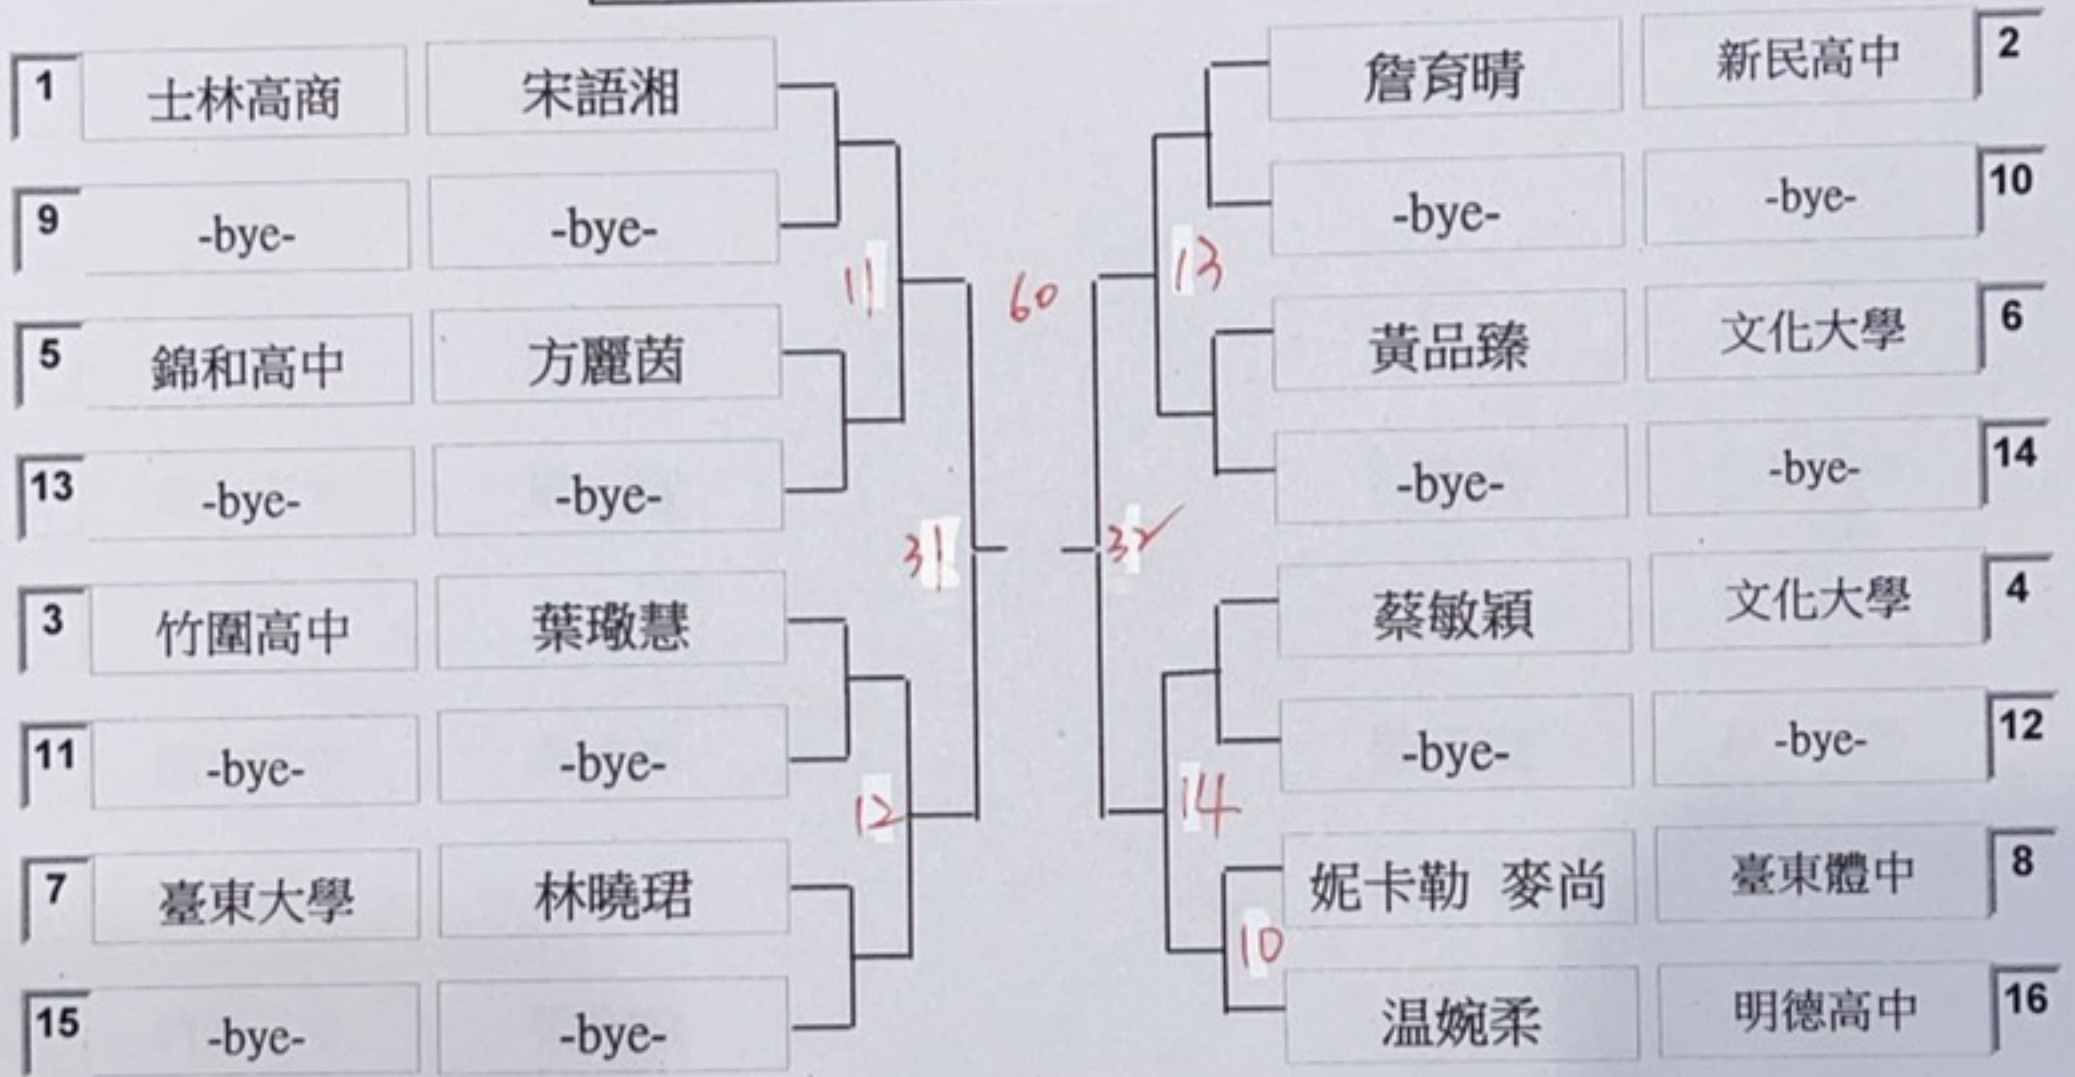 1 士林高商 宋語湘
9 -bye- -bye-
5 錦和高中 方麗茵
13 -bye- -bye-
3 竹圍高中 葉璥慧
11 -bye- -bye-
7 臺東大學 林曉珺
15 -bye- -bye-
11
12
31
60
32
13
14
10
詹育晴 新民高中 2
-bye- -bye- 10
黃品臻 文化大學 6
-bye- -bye- 14
蔡敏穎 文化大學 4
-bye- -bye- 12
妮卡勒 麥尚 臺東體中 8
温婉柔 明德高中 16